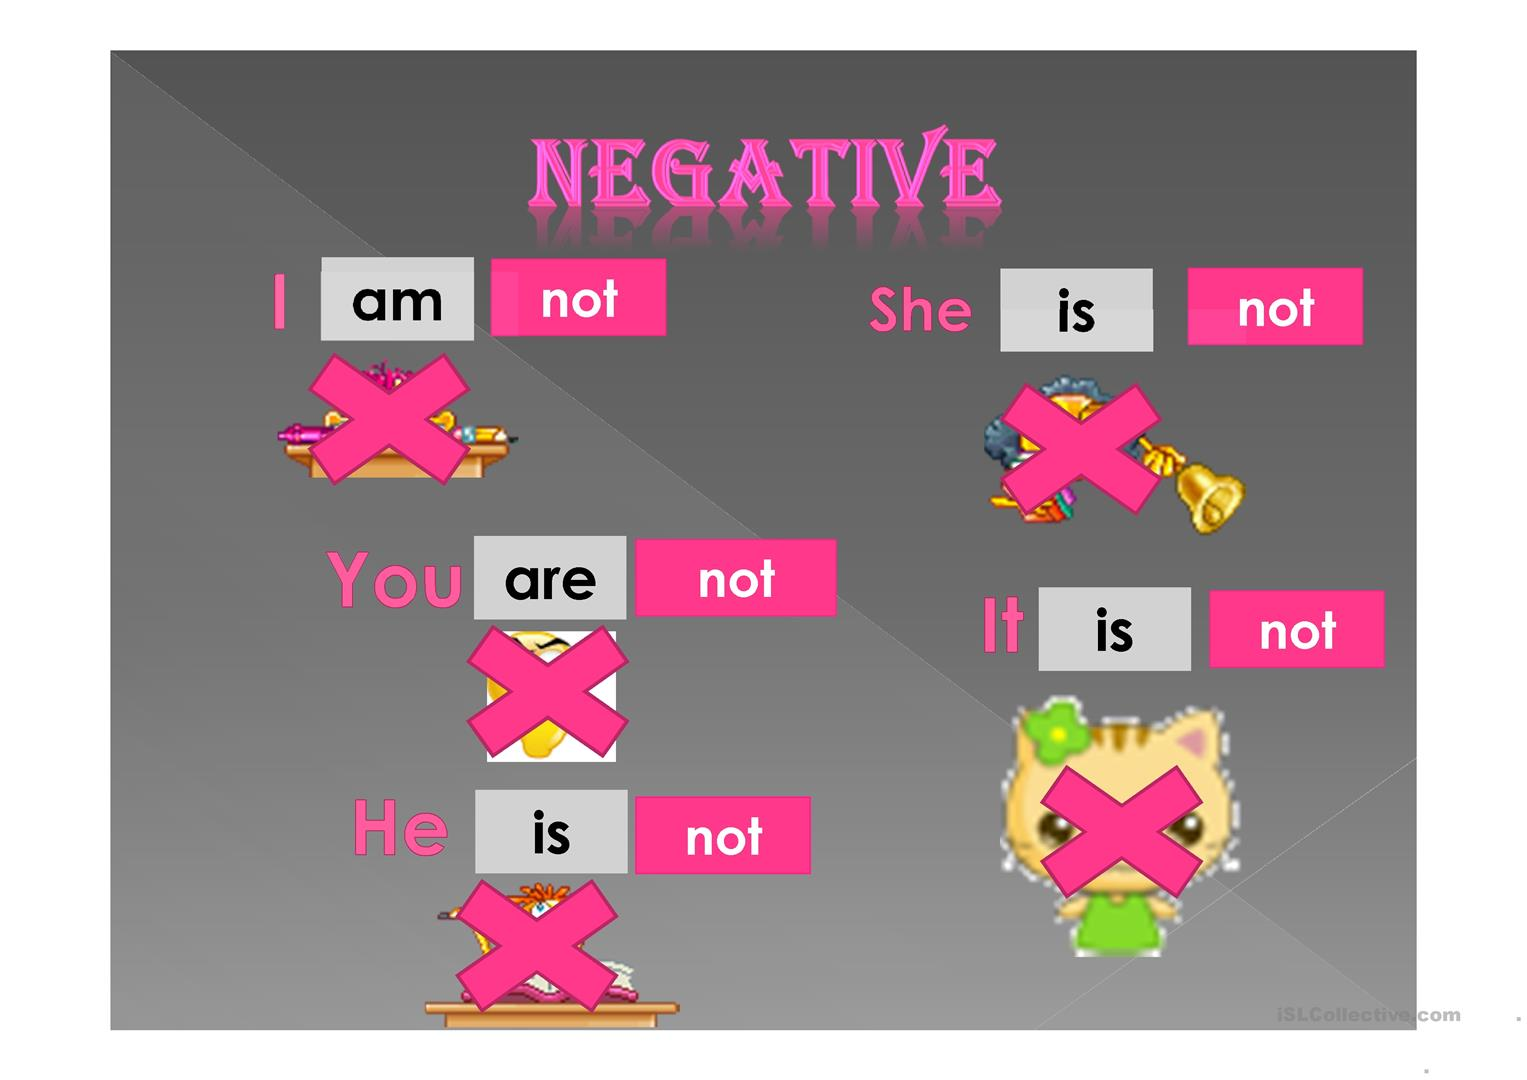 NEGATIVE
I am not
She is not
You are not
It is not
He is not
iSLCollective.com